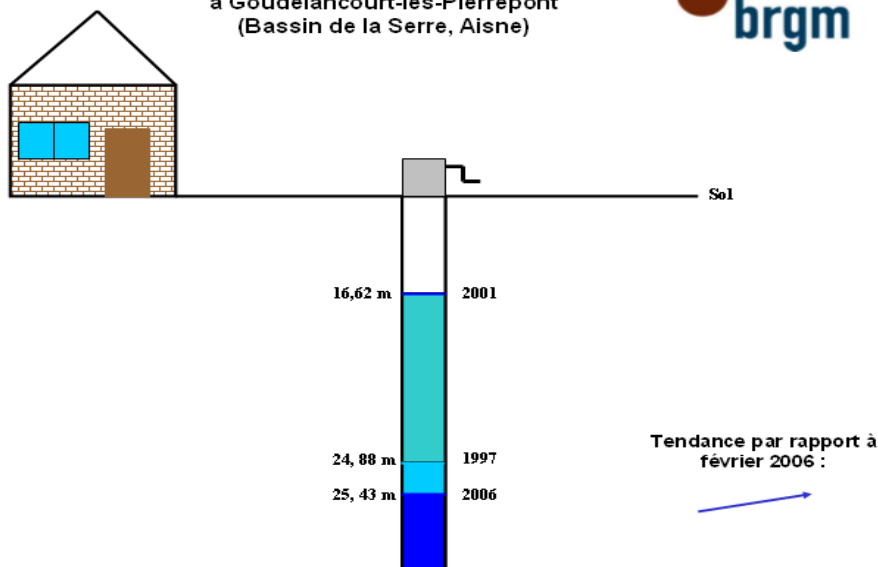 à Goudelancourt-lès-Pierrepont
(Bassin de la Serre, Aisne)
brgm
Sol
16,62 m 2001
24, 88 m 1997
25, 43 m 2006
Tendance par rapport à
février 2006 :